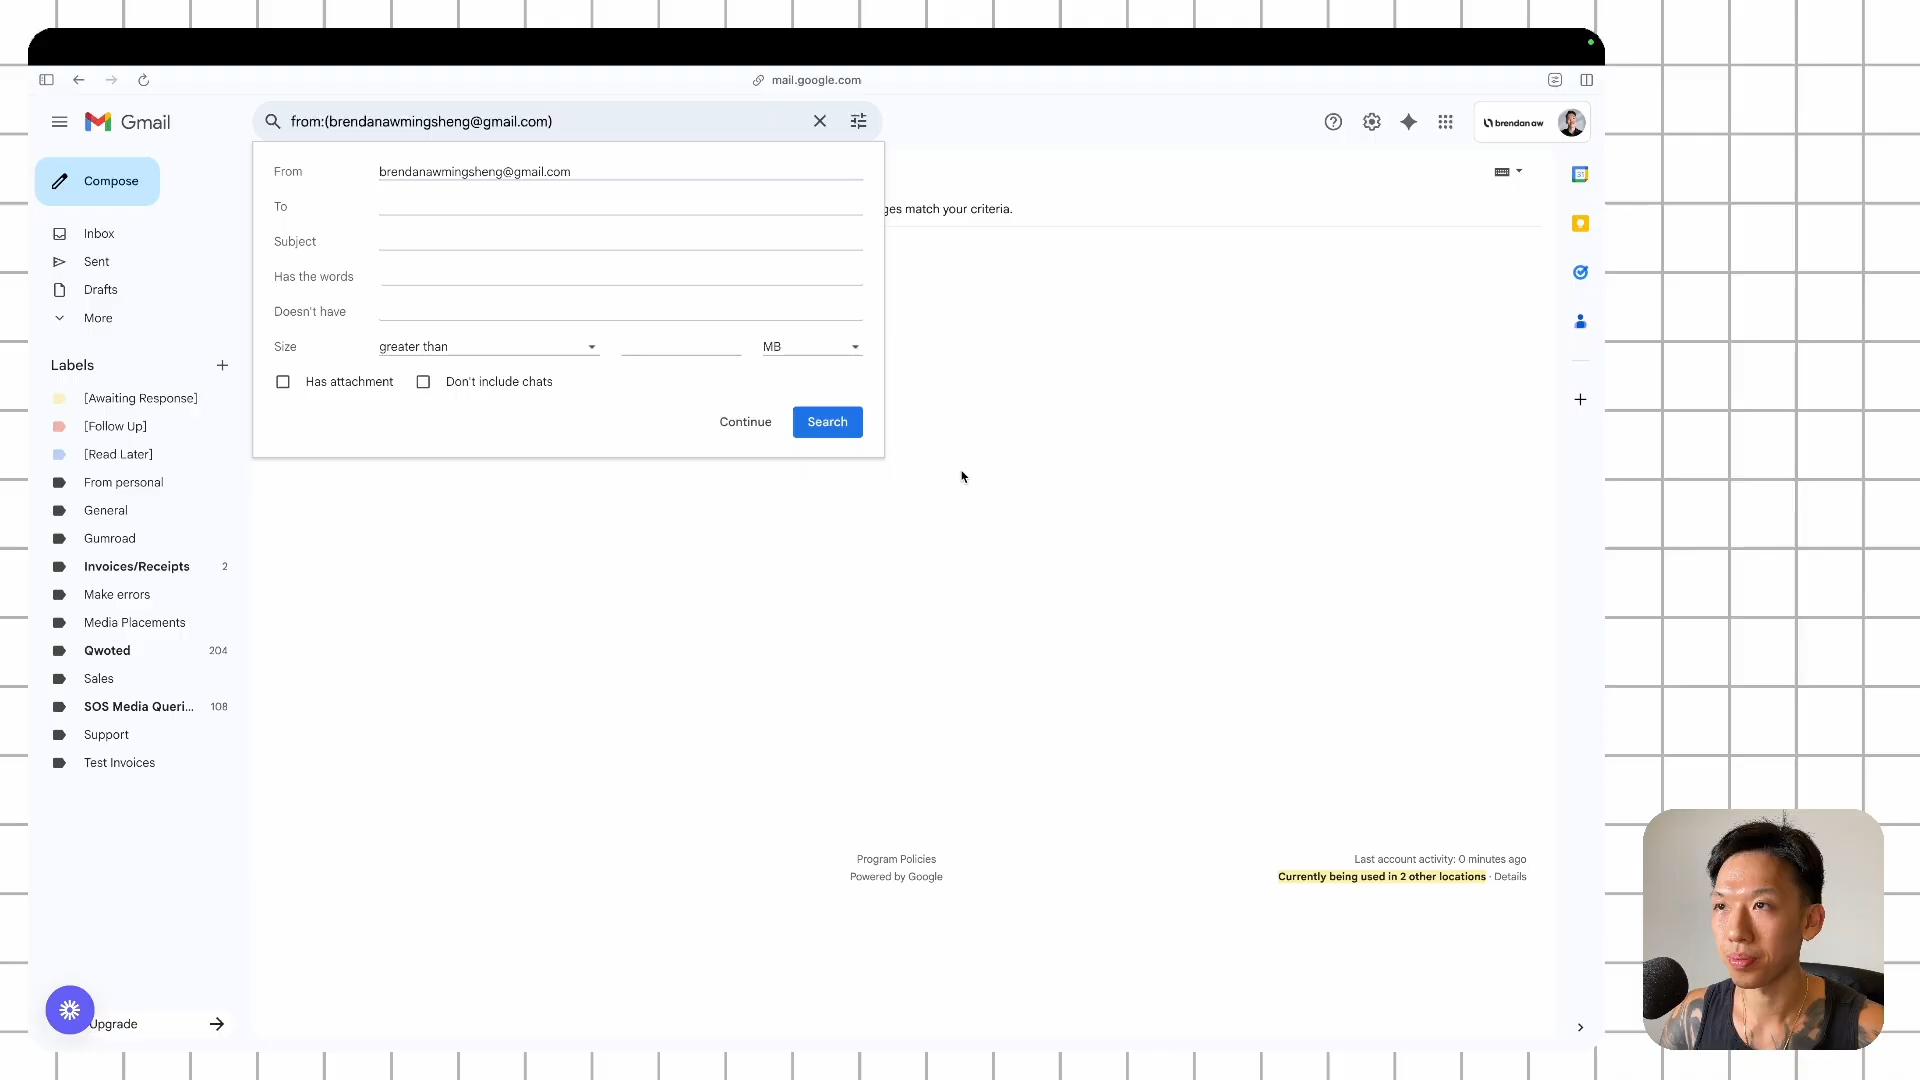 mail.google.com
Gmail
from:(brendanawmingsheng@gmail.com)
brendan aw
Compose
Inbox
Sent
Drafts
More
Labels
[Awaiting Response]
[Follow Up]
[Read Later]
From personal
General
Gumroad
Invoices/Receipts 2
Make errors
Media Placements
Qwoted 204
Sales
SOS Media Queri... 108
Support
Test Invoices
Upgrade
From brendanawmingsheng@gmail.com
To
Subject
Has the words
Doesn't have
Size greater than MB
Has attachment Don't include chats
Continue Search
ges match your criteria.
31
Program Policies
Powered by Google
Last account activity: 0 minutes ago
Currently being used in 2 other locations · Details